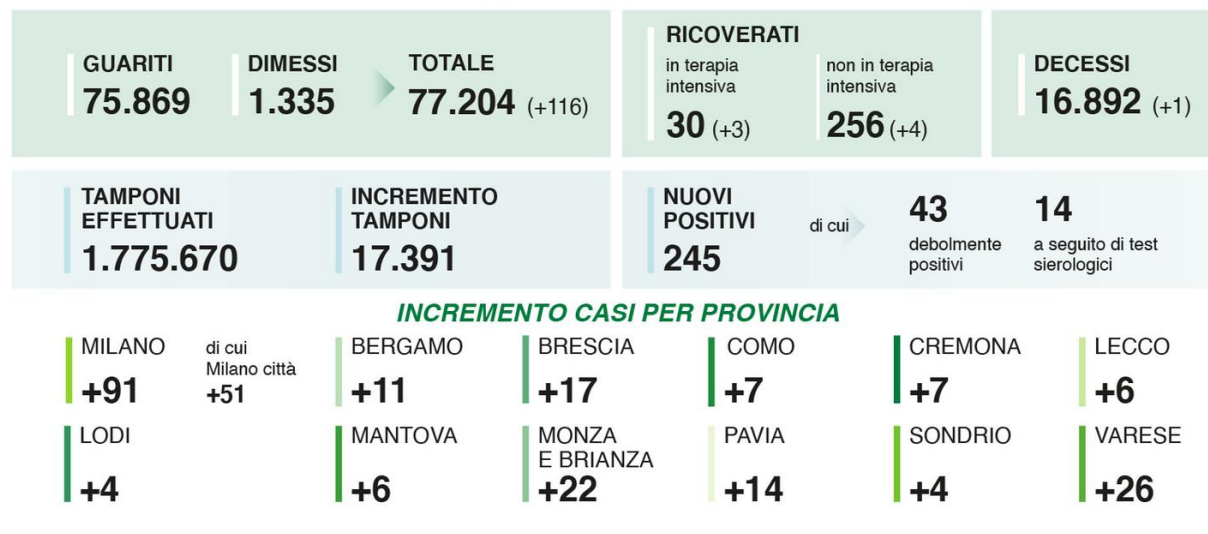 GUARITI
75.869
DIMESSI
1.335
TOTALE
77.204 (+116)
RICOVERATI
in terapia
intensiva
30 (+3)
non in terapia
intensiva
256 (+4)
DECESSI
16.892 (+1)
TAMPONI
EFFETTUATI
1.775.670
INCREMENTO
TAMPONI
17.391
NUOVI
POSITIVI
245
di cui
43
debolmente
positivi
14
a seguito di test
sierologici
INCREMENTO CASI PER PROVINCIA
MILANO
+91
di cui
Milano città
+51
BERGAMO
+11
BRESCIA
+17
COMO
+7
CREMONA
+7
LECCO
+6
LODI
+4
MANTOVA
+6
MONZA
E BRIANZA
+22
PAVIA
+14
SONDRIO
+4
VARESE
+26